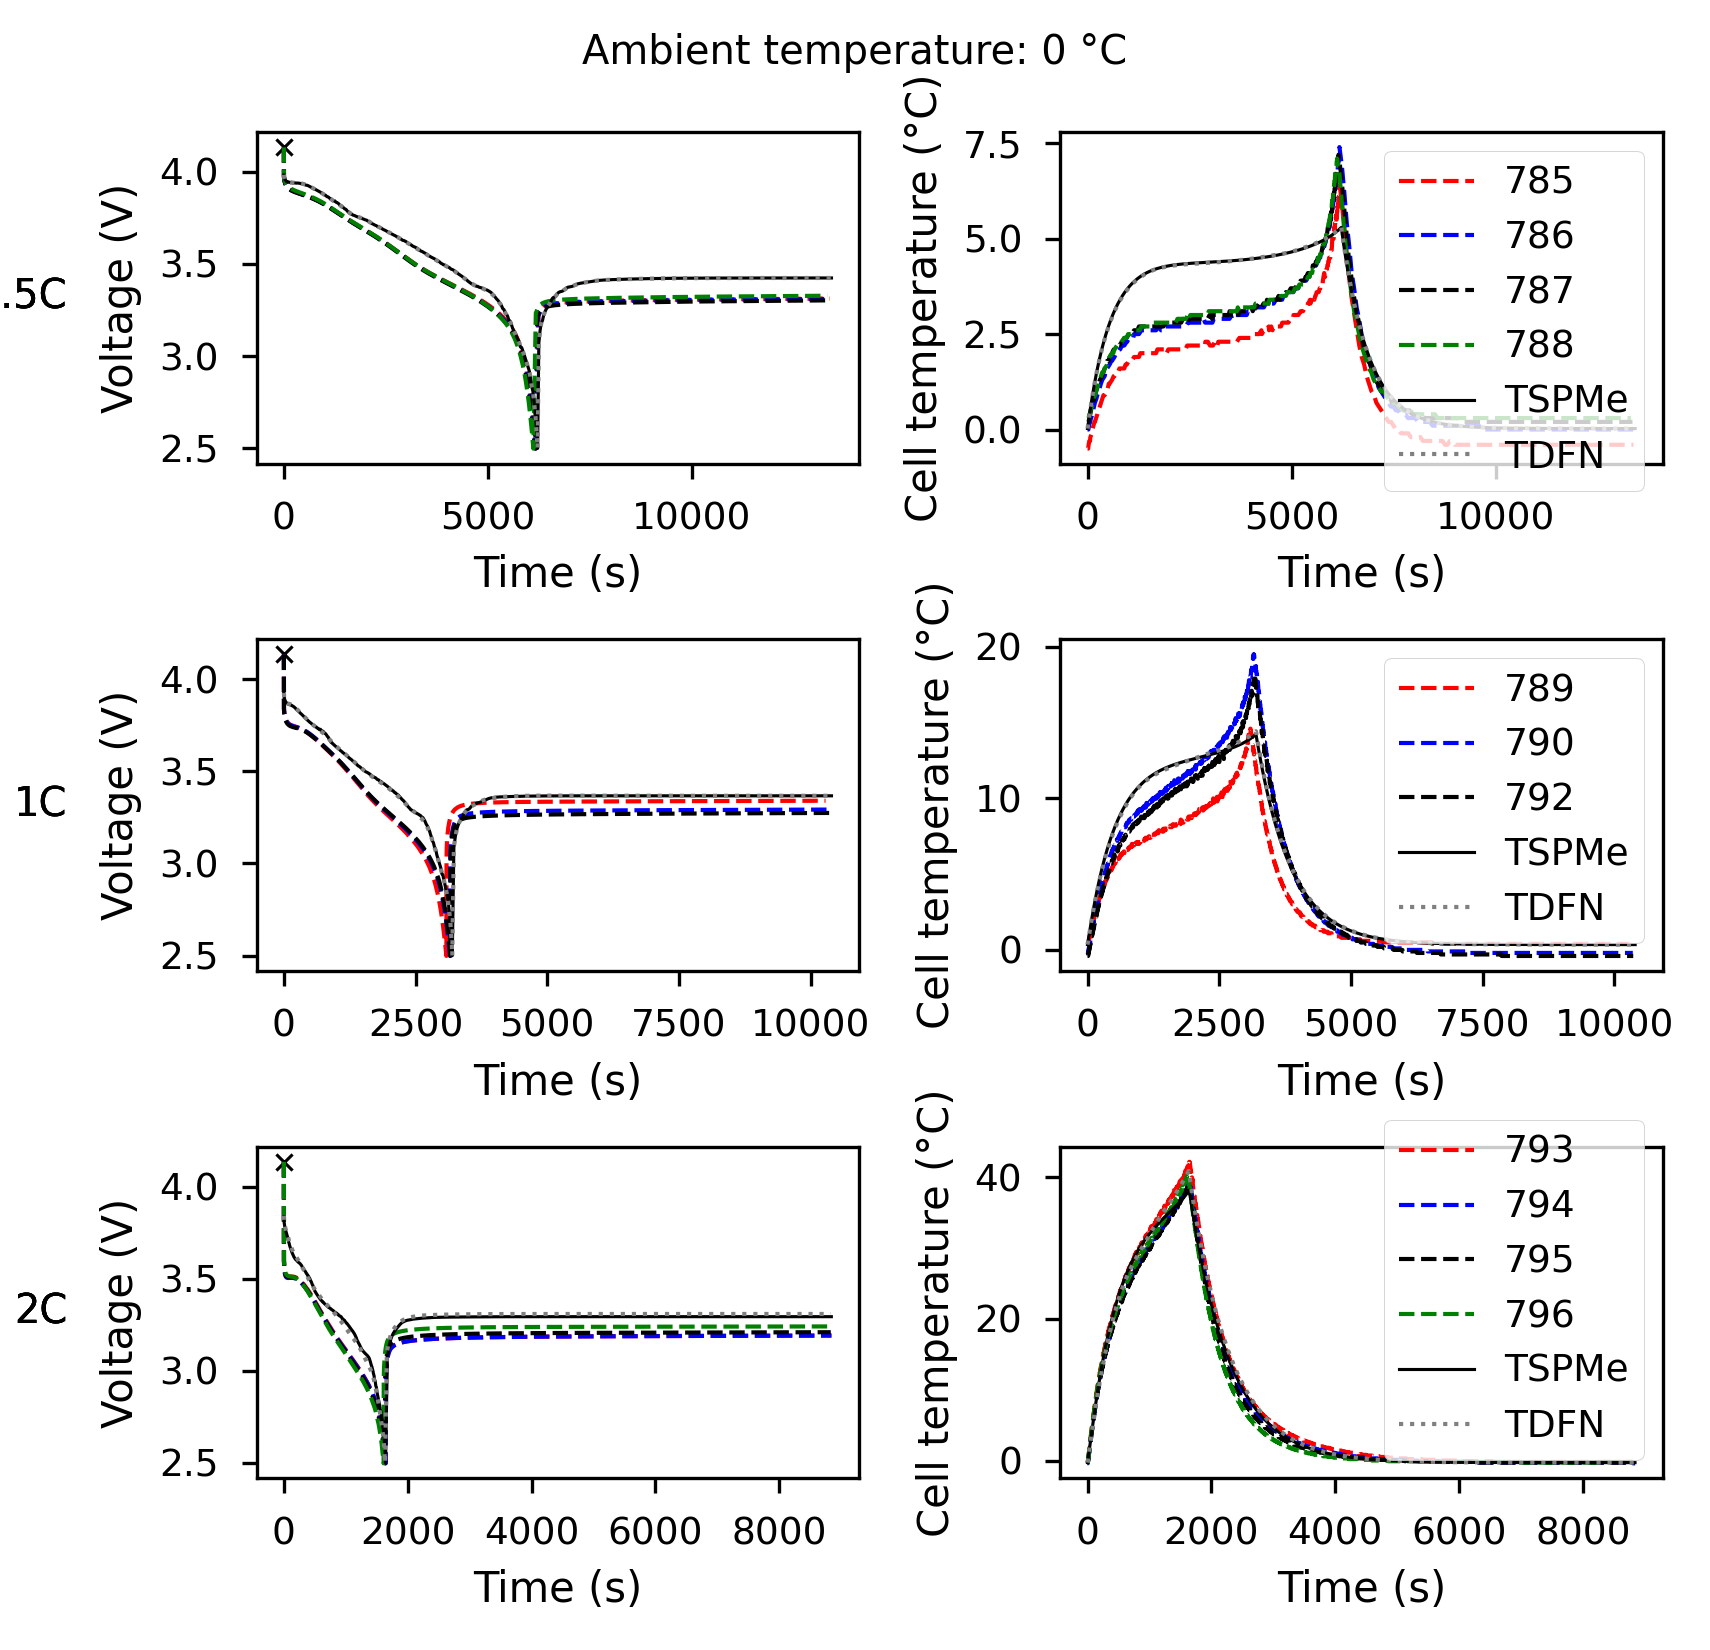 Ambient temperature: 0 °C
.5C
Voltage (V)
4.0
3.5
3.0
2.5
0
5000
10000
Time (s)
Cell temperature (°C)
7.5
5.0
2.5
0.0
0
5000
10000
Time (s)
785
786
787
788
TSPMe
TDFN
1C
Voltage (V)
4.0
3.5
3.0
2.5
0
2500
5000
7500
10000
Time (s)
Cell temperature (°C)
20
10
0
0
2500
5000
7500
10000
Time (s)
789
790
792
TSPMe
TDFN
2C
Voltage (V)
4.0
3.5
3.0
2.5
0
2000
4000
6000
8000
Time (s)
Cell temperature (°C)
40
20
0
0
2000
4000
6000
8000
Time (s)
793
794
795
796
TSPMe
TDFN